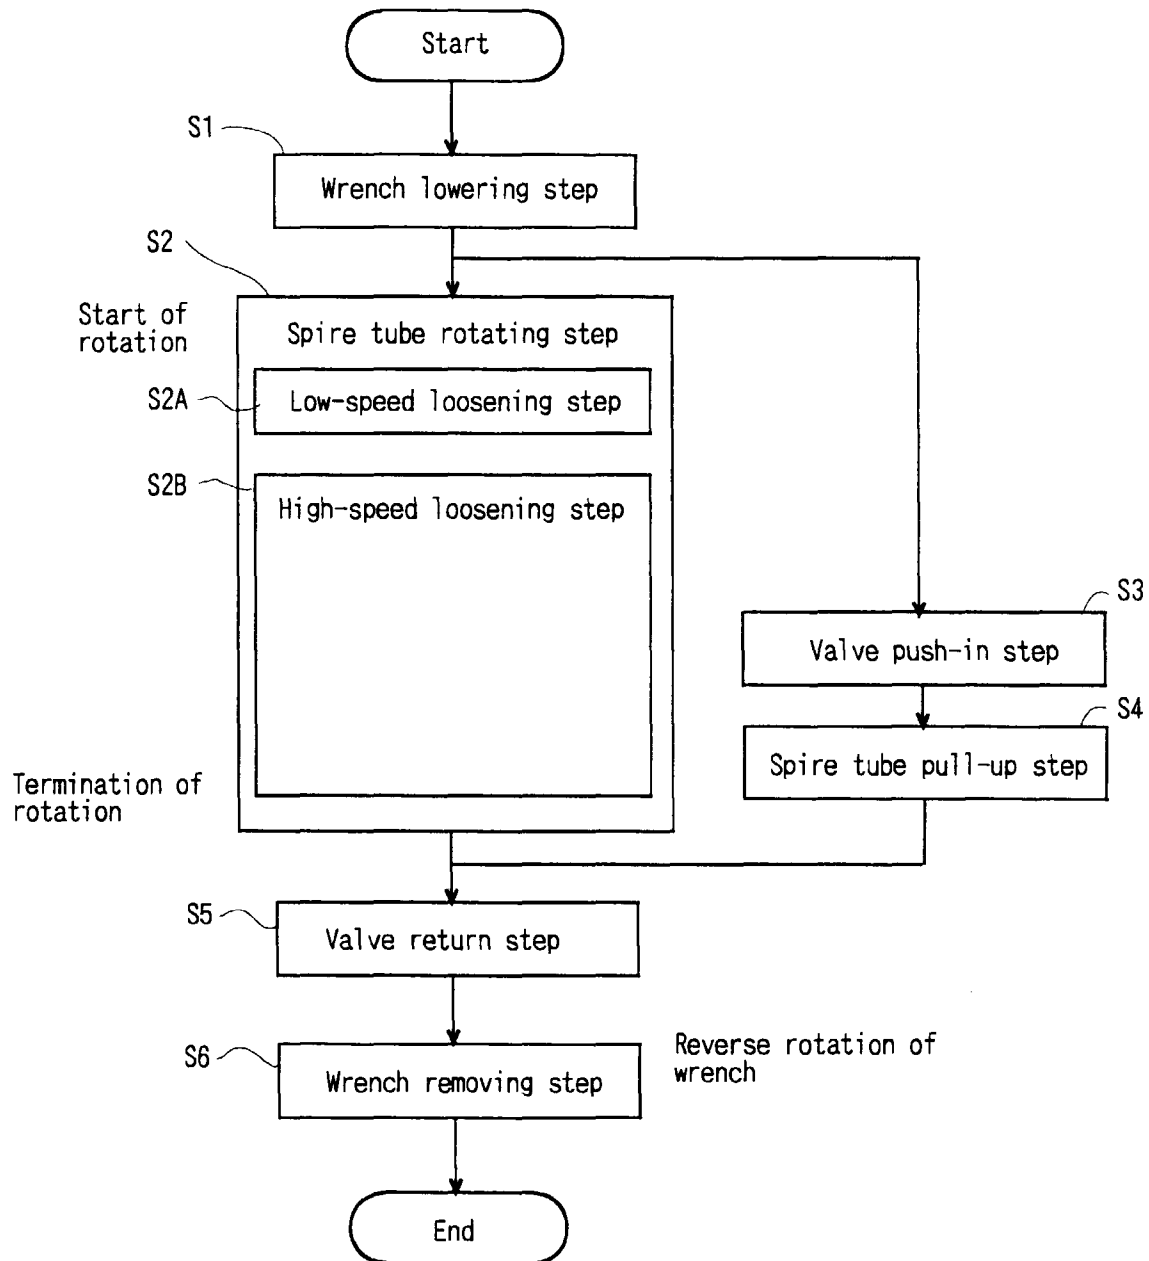 Start
S1
Wrench lowering step
S2
Start of
rotation
Spire tube rotating step
S2A
Low-speed loosening step
S2B
High-speed loosening step
S3
Valve push-in step
S4
Spire tube pull-up step
Termination of
rotation
S5
Valve return step
S6
Wrench removing step
Reverse rotation of
wrench
End